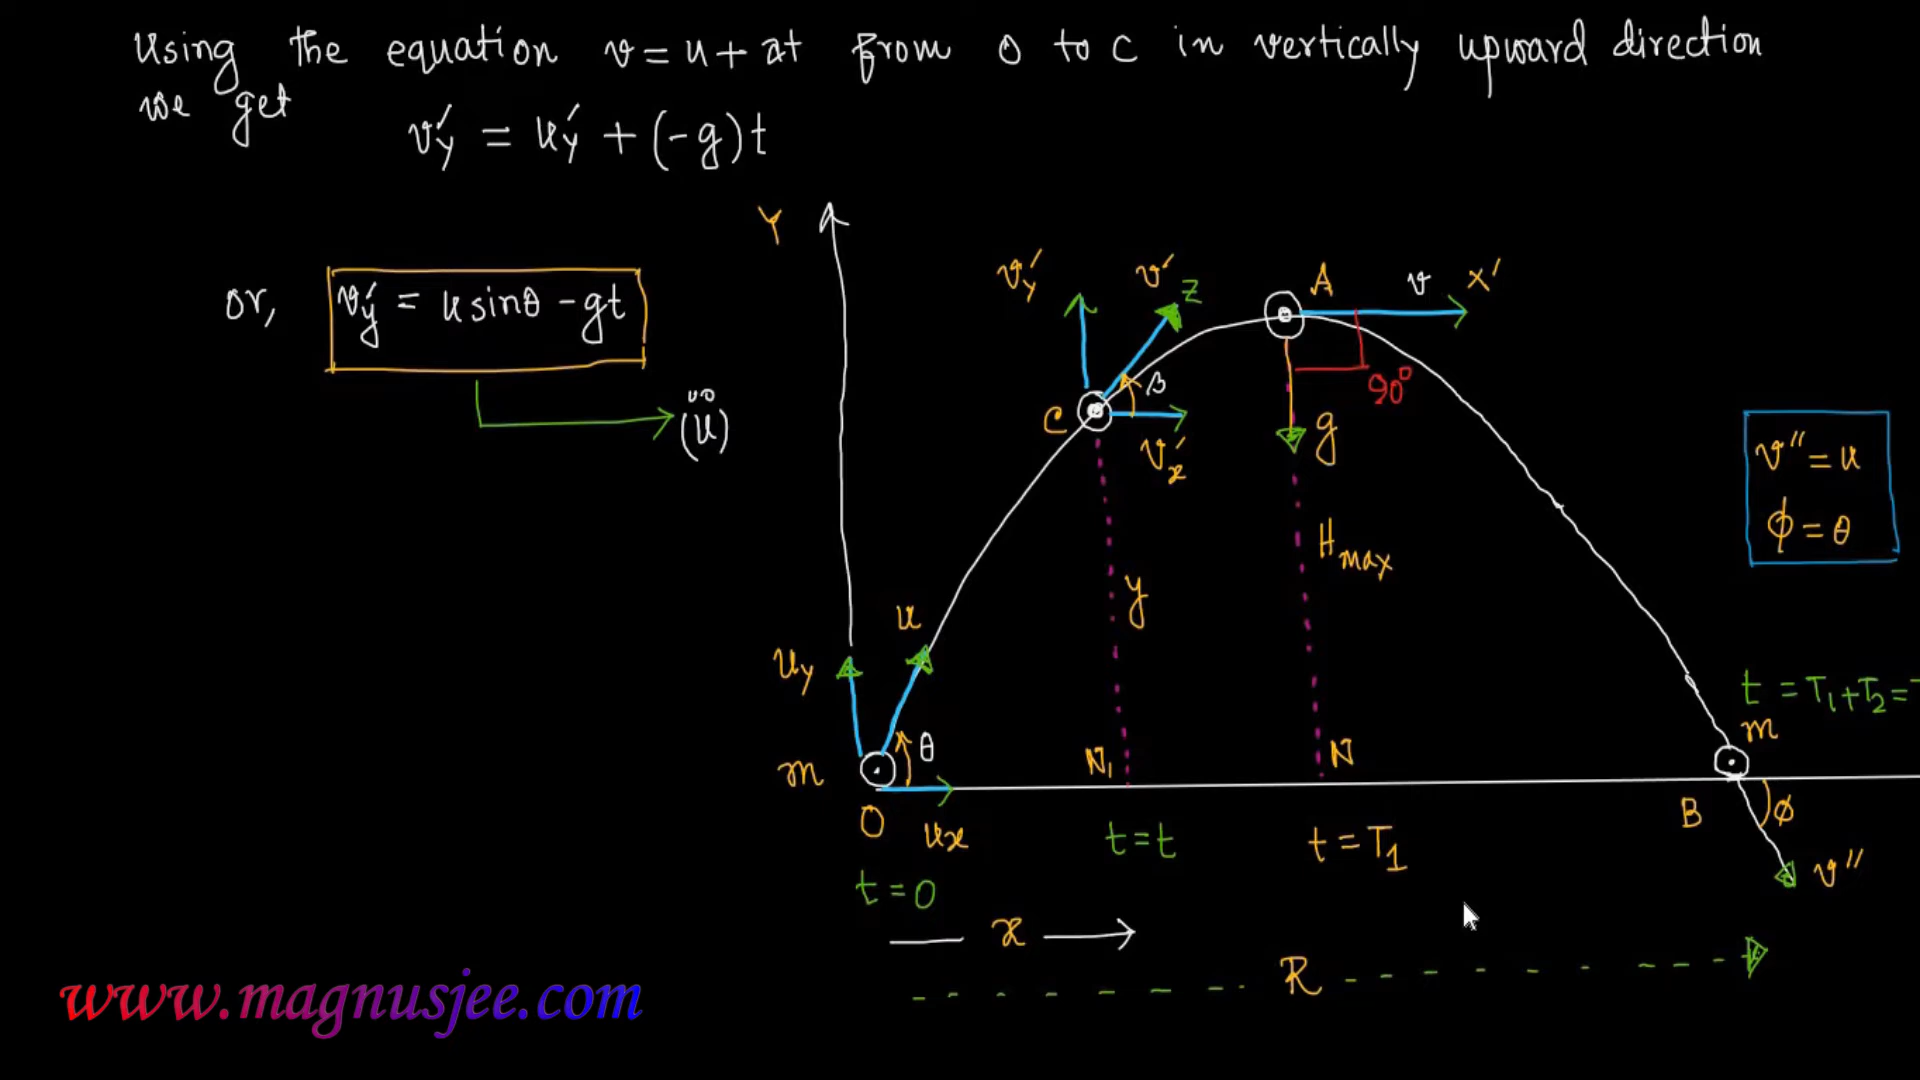 Using the equation v = u + at from O to C in vertically upward direction
we get
v'y = u'y + (-g)t
or, v'y = u sinθ - gt
(ii)
Y
v'y v' Z A v X'
C β v'x g 90°
v'' = u
φ = θ
Hmax
y
u
uy
θ
m O ux
N1 N
t = T1 + T2 = T
m
B φ
v''
t = 0
t = t
t = T1
x
R
www.magnusjee.com